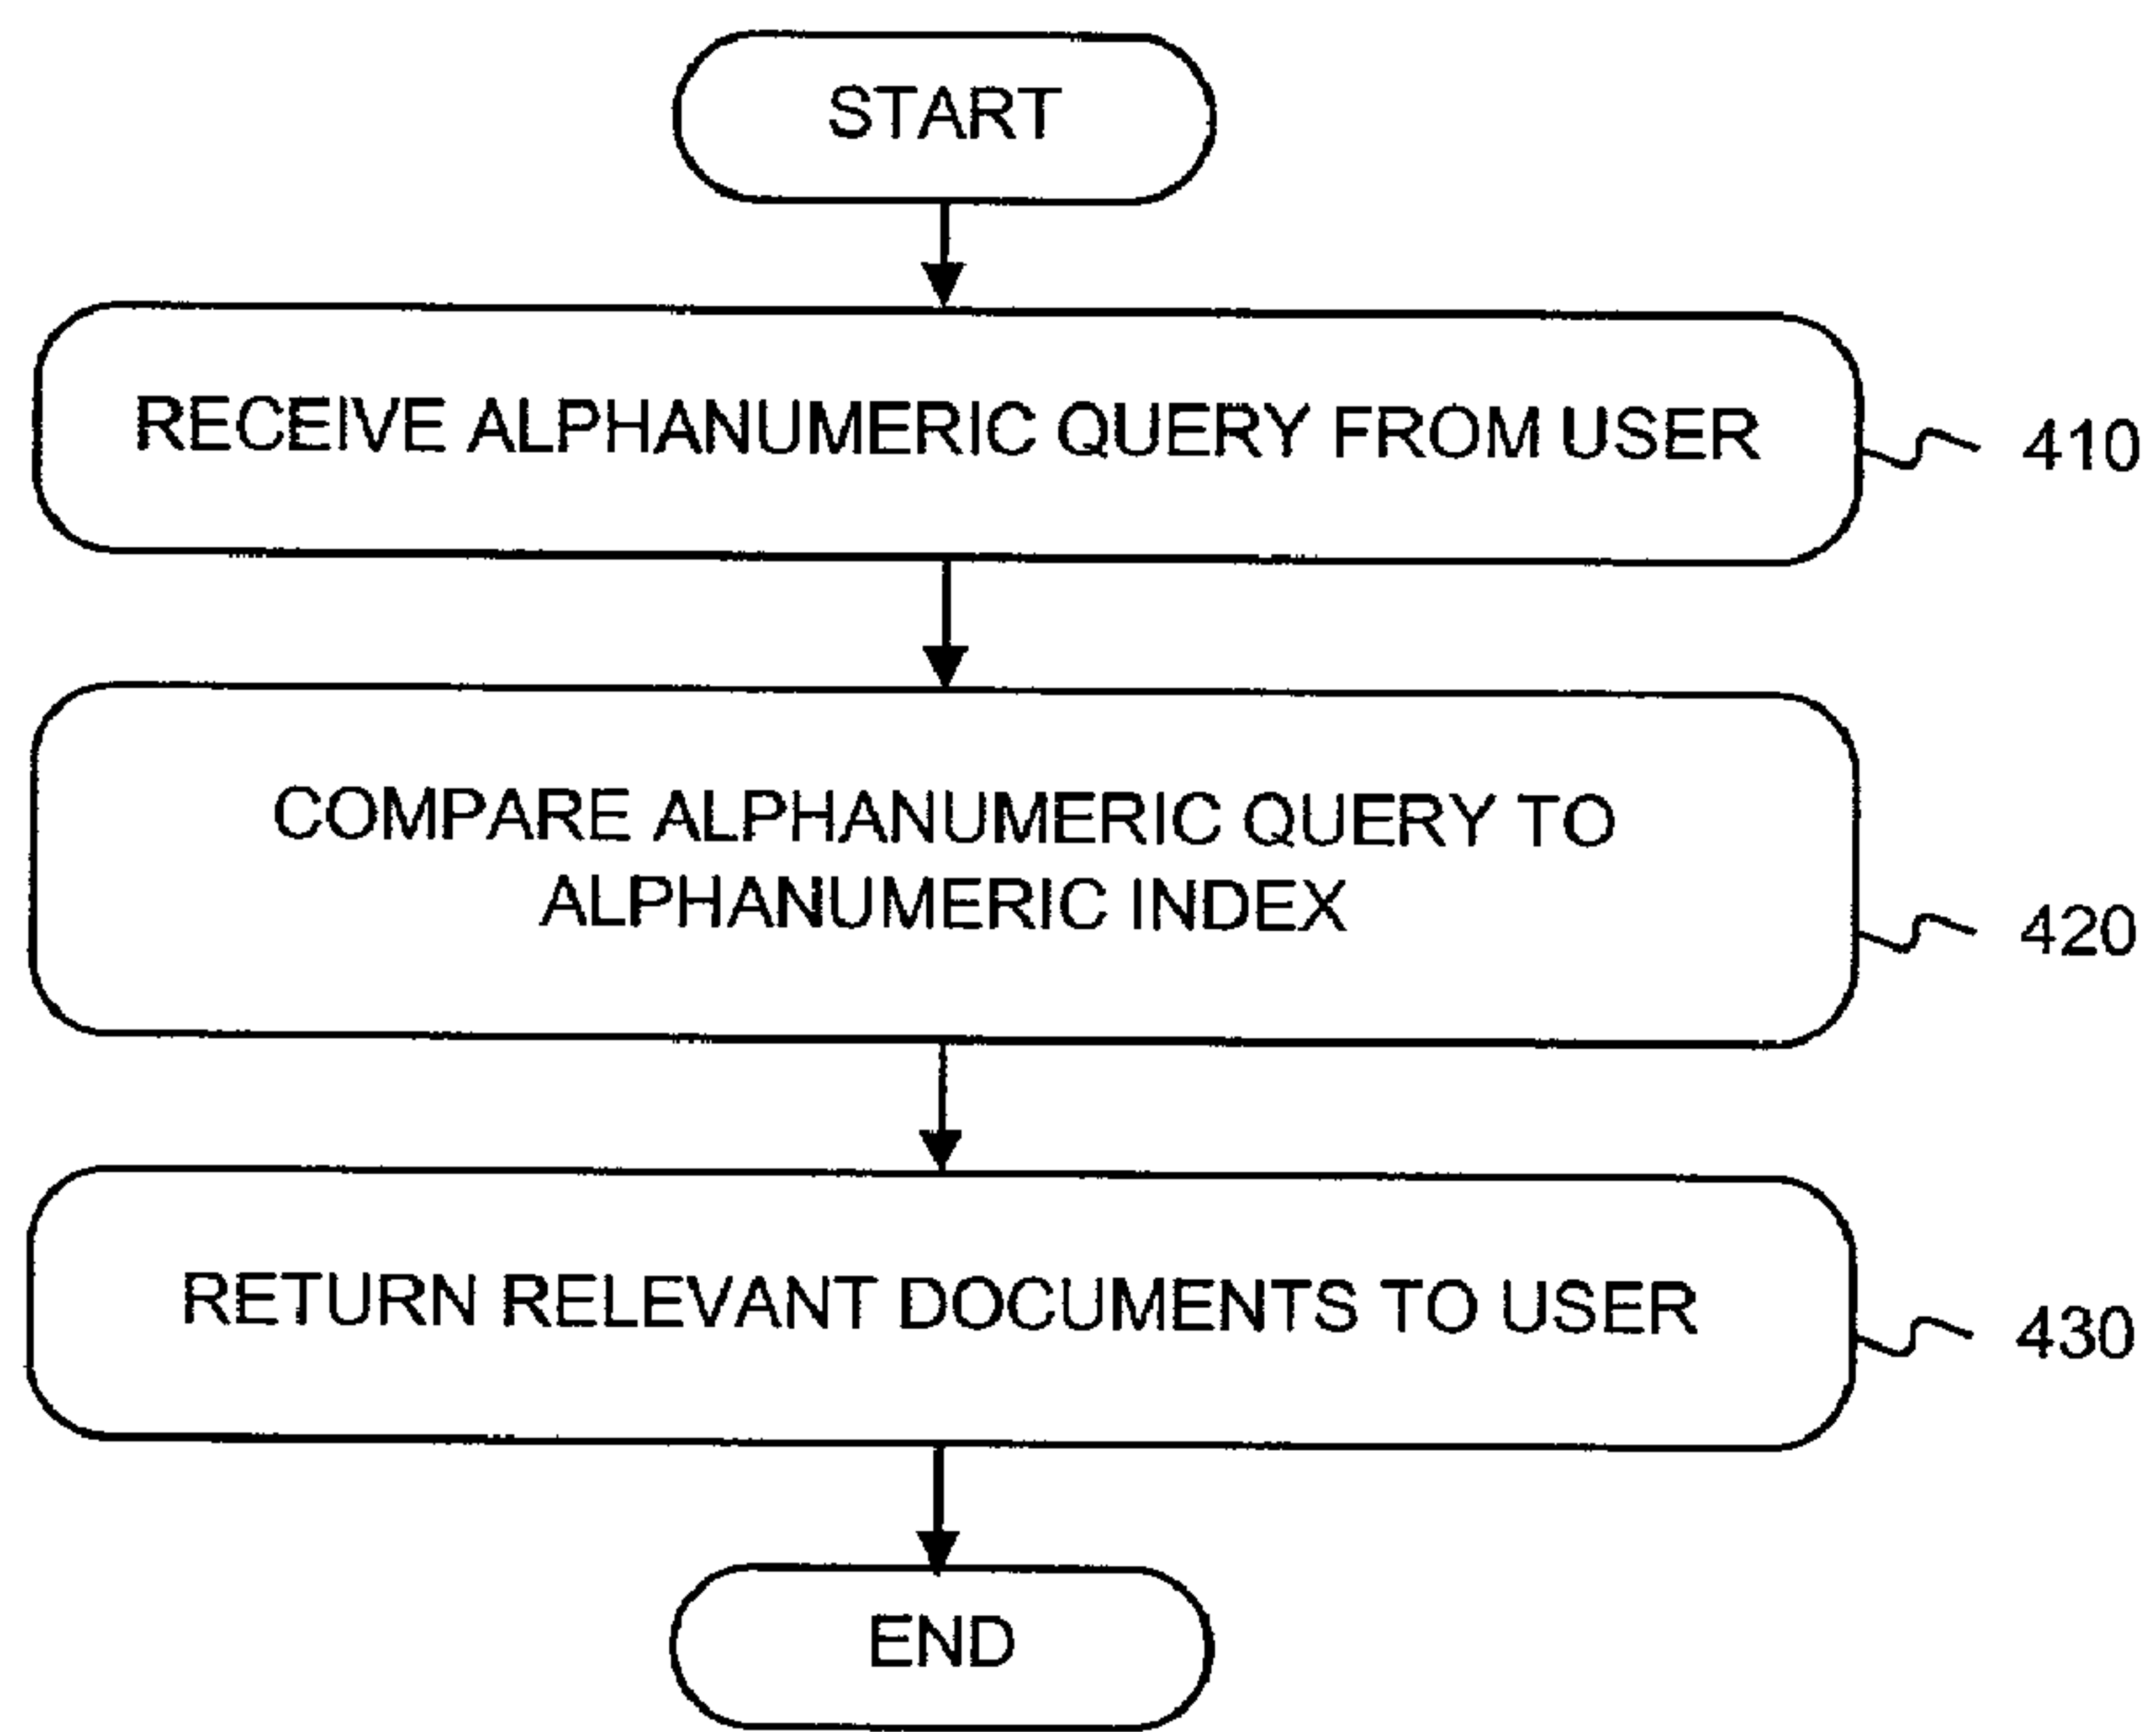 START
RECEIVE ALPHANUMERIC QUERY FROM USER
410
COMPARE ALPHANUMERIC QUERY TO
ALPHANUMERIC INDEX
420
RETURN RELEVANT DOCUMENTS TO USER
430
END